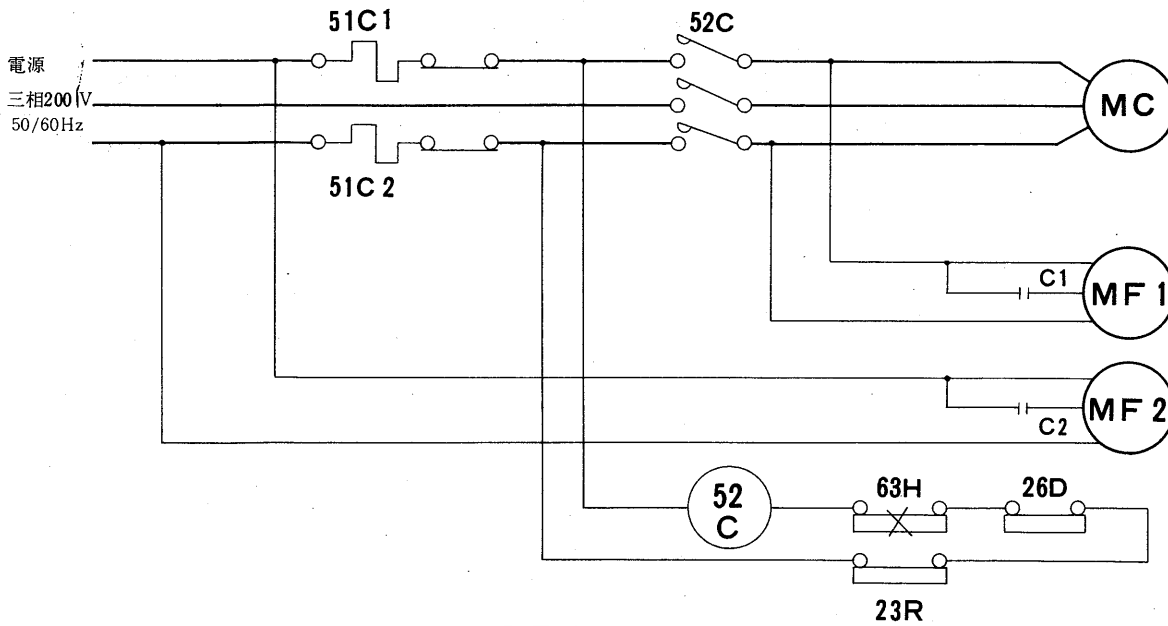 51C1
52C
電源
三相200V
50/60Hz
MC
51C2
C1
MF1
MF2
C2
52
C
63H
26D
23R